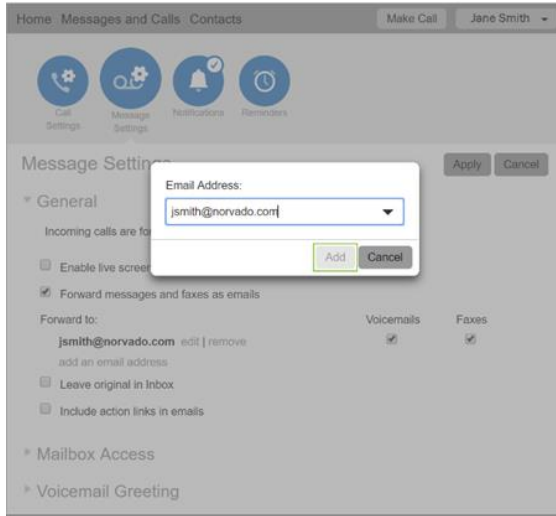 Home Messages and Calls Contacts Make Call Jane Smith
Call Settings
Message Settings
Notifications
Reminders
Message Settin
Apply Cancel
Email Address:
jsmith@norvado.com
Add Cancel
General
Incoming calls are fo
Enable live screen
Forward messages and faxes as emails
Forward to: Voicemails Faxes
jsmith@norvado.com edit | remove
add an email address
Leave original in Inbox
Include action links in emails
Mailbox Access
Voicemail Greeting